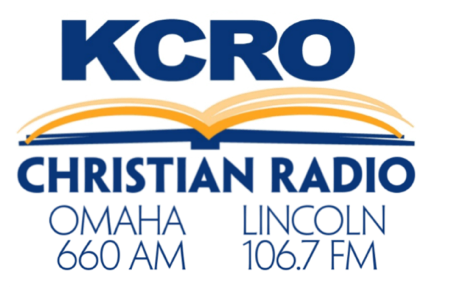 KCRO
CHRISTIAN RADIO
OMAHA LINCOLN
660 AM 106.7 FM